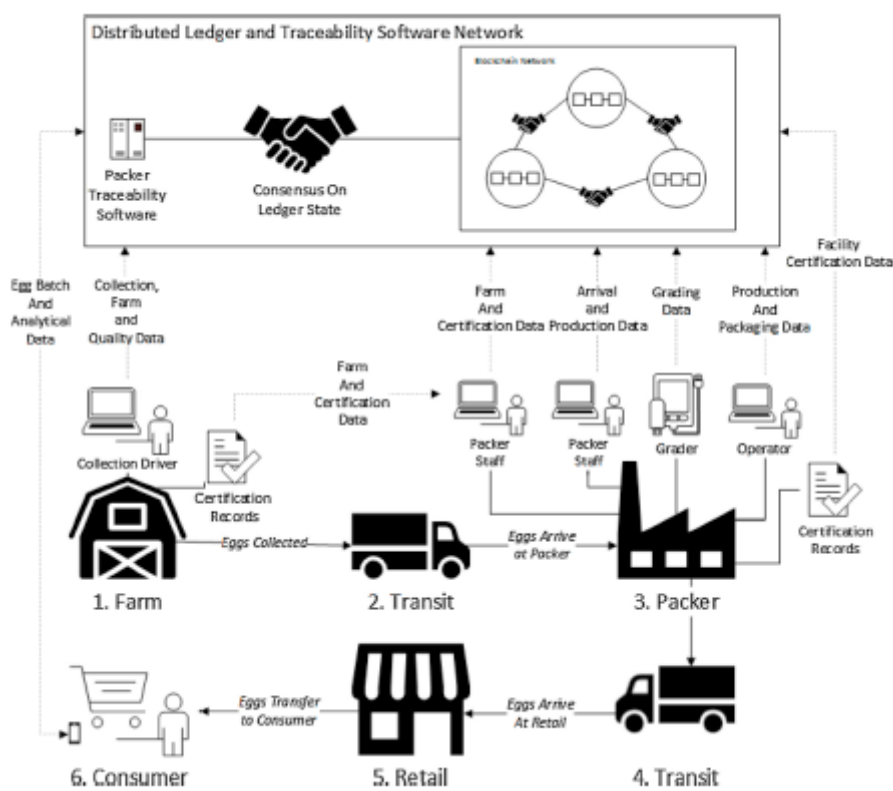 Distributed Ledger and Traceability Software Network
Blockchain Network
Packer
Traceability
Software
Consensus On
Ledger State
Egg Batch
And
Analytical
Data
Collection,
Farm
and
Quality Data
Farm
And
Certification Data
Arrival
and
Production Data
Grading
Data
Production
And
Packaging Data
Facility
Certification Data
Farm
And
Certification
Data
Collection Driver
Certification
Records
Packer
Staff
Packer
Staff
Grader
Operator
Certification
Records
Eggs Collected
Eggs Arrive
at Packer
1. Farm
2. Transit
3. Packer
Eggs Transfer
to Consumer
Eggs Arrive
At Retail
6. Consumer
5. Retail
4. Transit